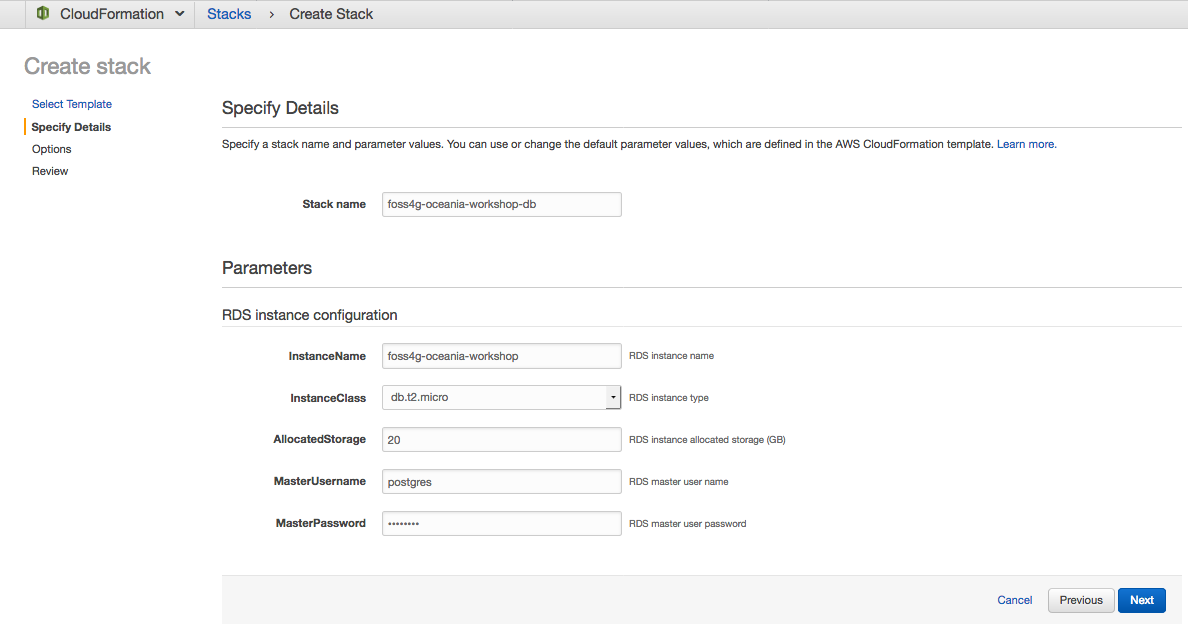 CloudFormation Stacks › Create Stack
Create stack
Select Template
Specify Details
Options
Review
Specify Details
Specify a stack name and parameter values. You can use or change the default parameter values, which are defined in the AWS CloudFormation template. Learn more.
Stack name foss4g-oceania-workshop-db
Parameters
RDS instance configuration
InstanceName foss4g-oceania-workshop RDS instance name
InstanceClass db.t2.micro RDS instance type
AllocatedStorage 20 RDS instance allocated storage (GB)
MasterUsername postgres RDS master user name
MasterPassword •••••••• RDS master user password
Cancel Previous Next